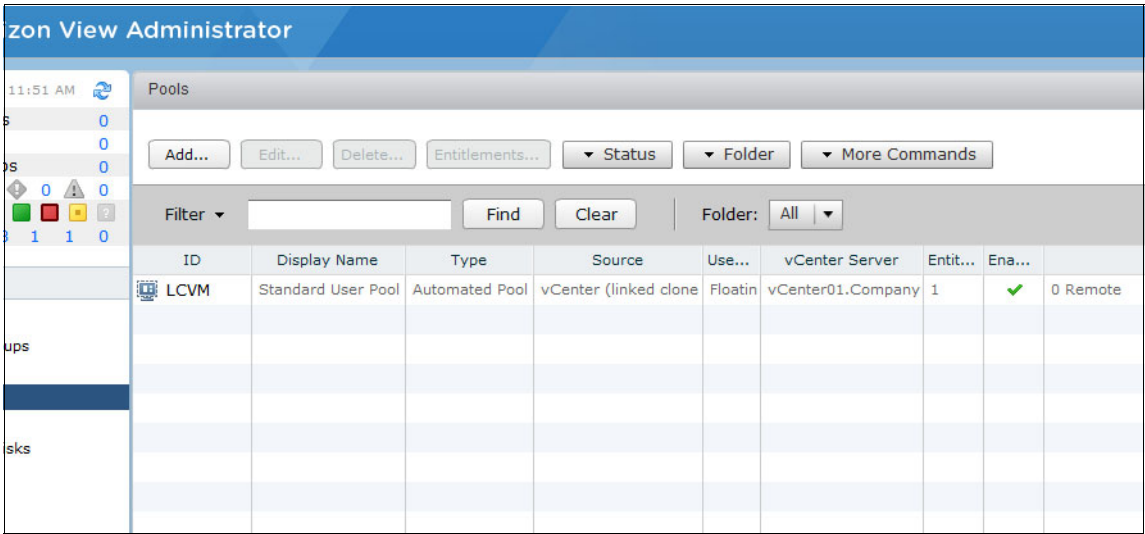 izon View Administrator
11:51 AM
Pools
s 0
0
Add... Edit... Delete... Entitlements... Status Folder More Commands
os 0
! 0 ! 0
?
3 1 1 0
Filter Find Clear Folder: All
ID Display Name Type Source Use... vCenter Server Entit... Ena...
LCVM Standard User Pool Automated Pool vCenter (linked clone Floatin vCenter01.Company 1 0 Remote
ups
isks